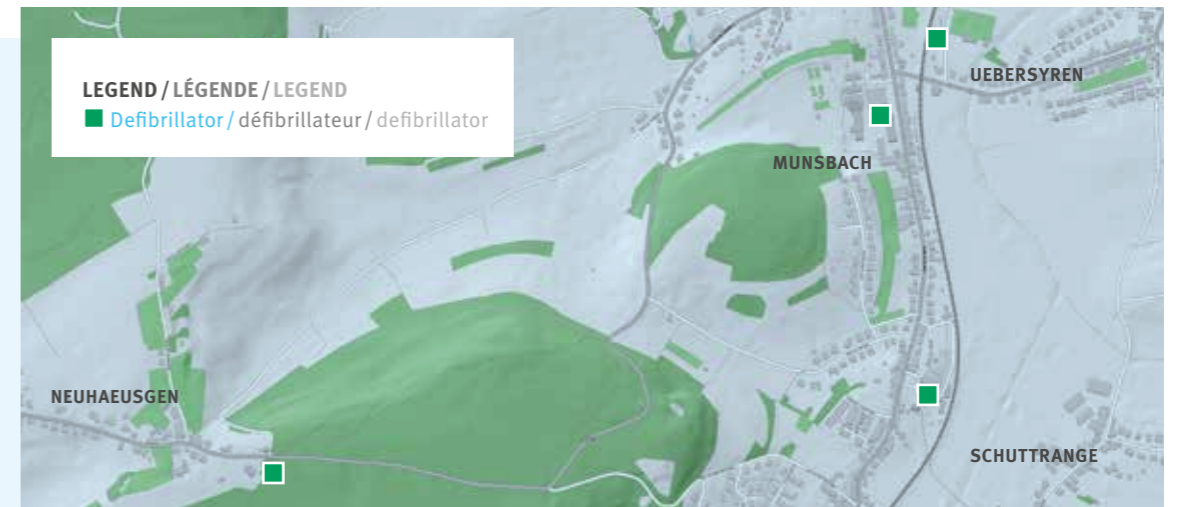 LEGEND / LÉGENDE / LEGEND
Defibrillator / défibrillateur / defibrillator
UEBERSYREN
MUNSBACH
NEUHAEUSGEN
SCHUTTRANGE